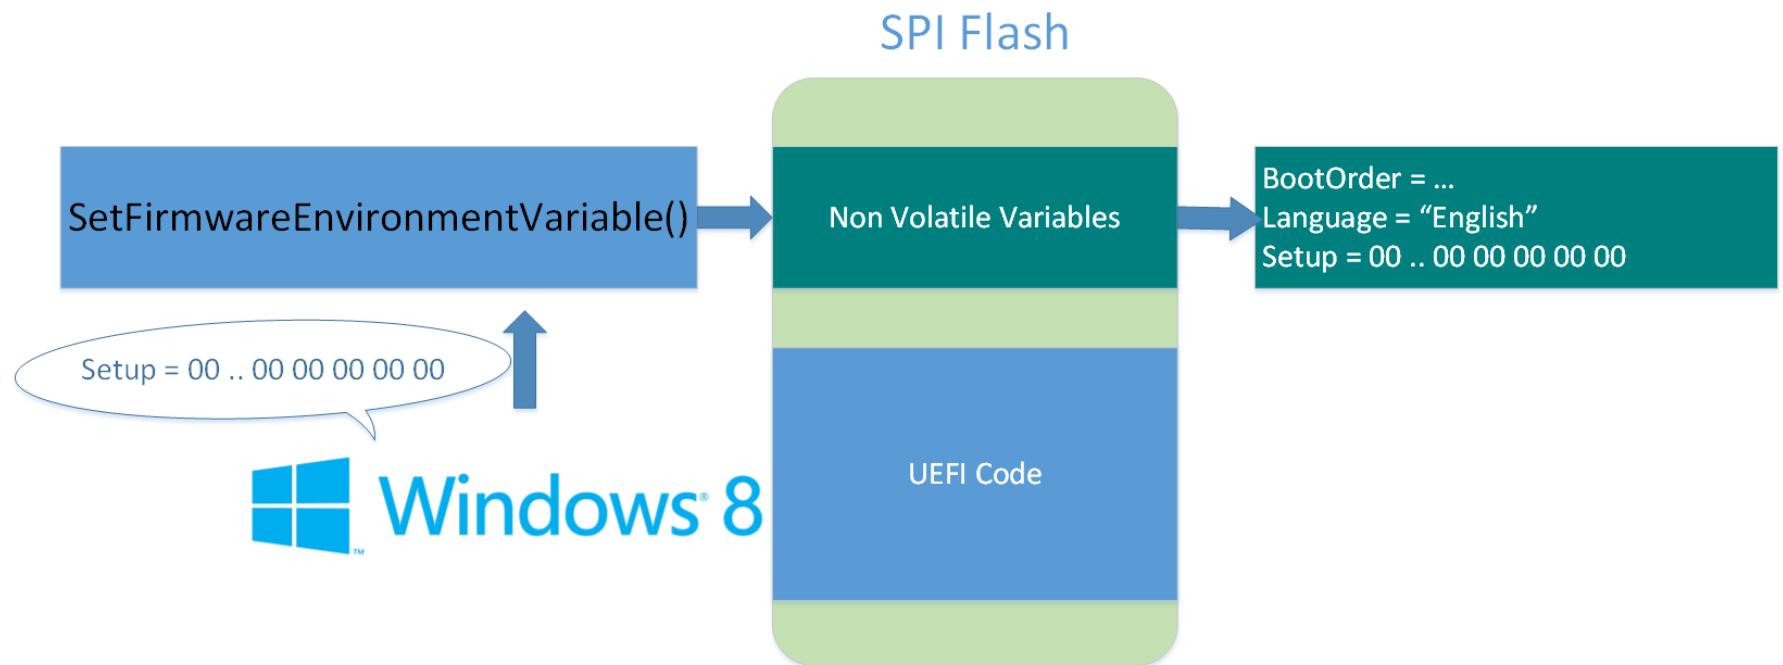 SPI Flash
SetFirmwareEnvironmentVariable()
Non Volatile Variables
BootOrder = ...
Language = “English”
Setup = 00 .. 00 00 00 00 00
Setup = 00 .. 00 00 00 00 00
Windows® 8
™
UEFI Code